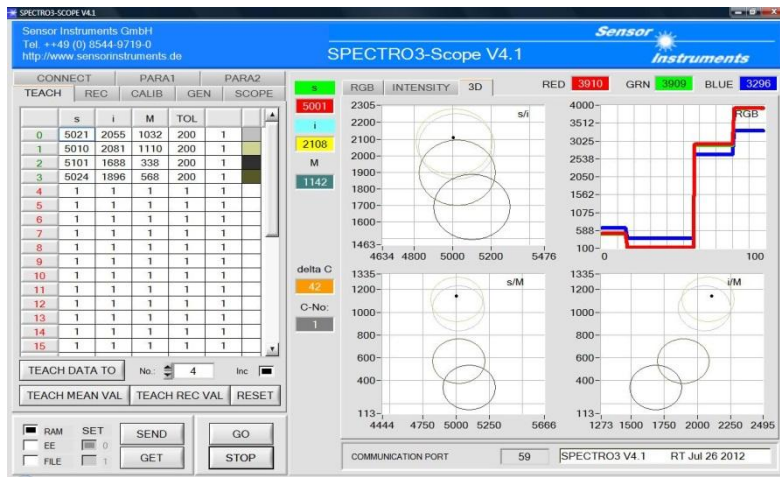 SPECTRO3-SCOPE V4.1
Sensor Instruments GmbH
Tel. ++49 (0) 8544-9719-0
http://www.sensorinstruments.de
SPECTRO3-Scope V4.1
Sensor Instruments
CONNECT PARA1 PARA2
TEACH REC CALIB GEN SCOPE
s i M TOL
0 5021 2055 1032 200 1
1 5010 2081 1110 200 1
2 5101 1688 338 200 1
3 5024 1896 568 200 1
4 1 1 1 1 1
5 1 1 1 1 1
6 1 1 1 1 1
7 1 1 1 1 1
8 1 1 1 1 1
9 1 1 1 1 1
10 1 1 1 1 1
11 1 1 1 1 1
12 1 1 1 1 1
13 1 1 1 1 1
14 1 1 1 1 1
15 1 1 1 1 1
TEACH DATA TO No.: 4 Inc
TEACH MEAN VAL TEACH REC VAL RESET
RAM SET SEND GO
EE 0
FILE 1 GET STOP
s
5001
i
2108
M
1142
delta C
42
C-No:
1
RGB INTENSITY 3D RED 3910 GRN 3909 BLUE 3296
s/i
2305
2200
2100
2000
1900
1800
1700
1600
1463
4634 4800 5000 5200 5476
RGB
4000
3512
3025
2538
2050
1562
1075
588
100
0 100
s/M
1335
1200
1000
800
600
400
113
4444 4750 5000 5250 5666
i/M
1335
1200
1000
800
600
400
113
1273 1500 1750 2000 2250 2495
COMMUNICATION PORT 59 SPECTRO3 V4.1 RT Jul 26 2012